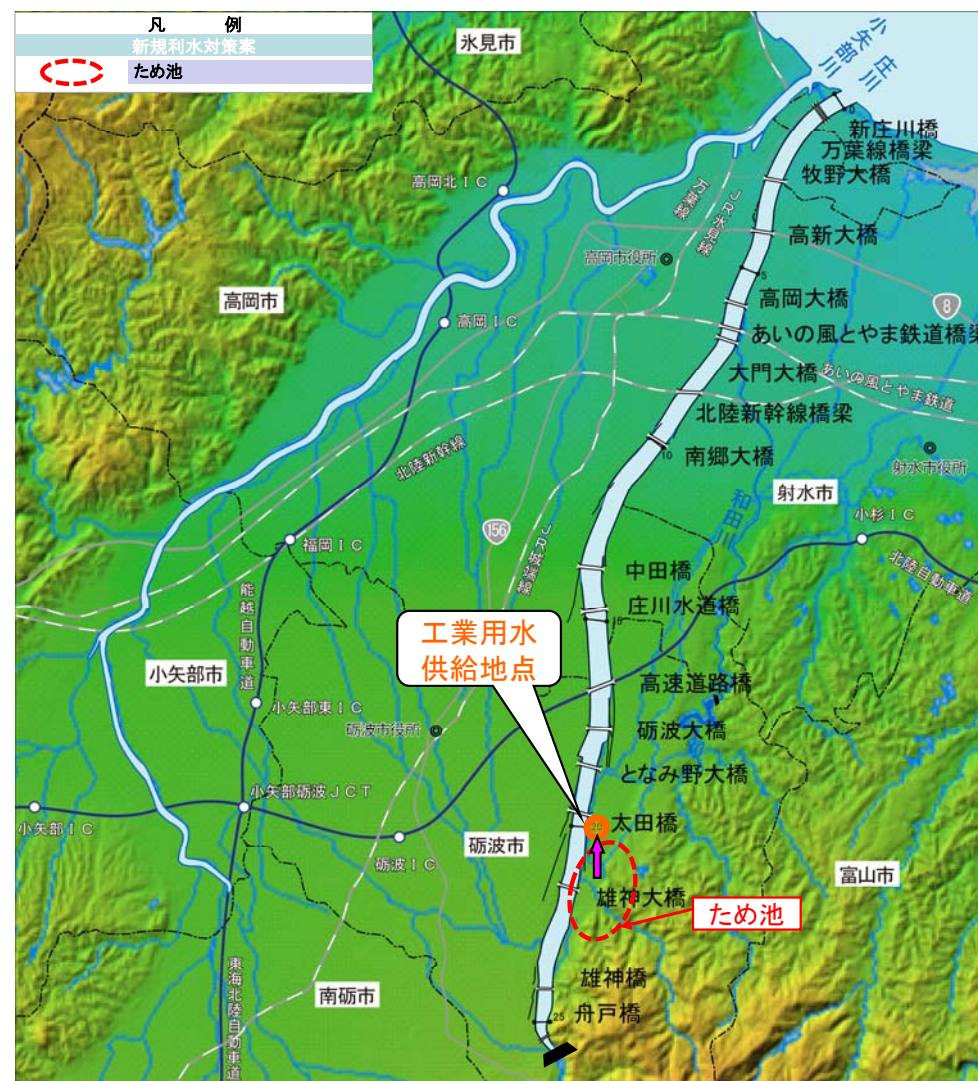 凡 例
新規利水対策案
ため池
氷見市
小矢部川
庄川
0
新庄川橋
万葉線橋梁
牧野大橋
高岡北IC
万葉線
JR氷見線
高新大橋
高岡市役所
5
高岡市
高岡大橋
8
高岡IC
あいの風とやま鉄道橋梁
大門大橋
あいの風とやま鉄道
北陸新幹線橋梁
北陸新幹線
10
南郷大橋
射水市役所
射水市
和田川
小杉IC
156
JR城端線
福岡IC
北陸自動車道
中田橋
能越自動車道
庄川水道橋
15
工業用水
供給地点
小矢部市
高速道路橋
小矢部東IC
砺波市役所
砺波大橋
となみ野大橋
小矢部砺波JCT
小矢部IC
20
太田橋
砺波市
砺波IC
富山市
雄神大橋
ため池
東海北陸自動車道
雄神橋
南砺市
25
舟戸橋